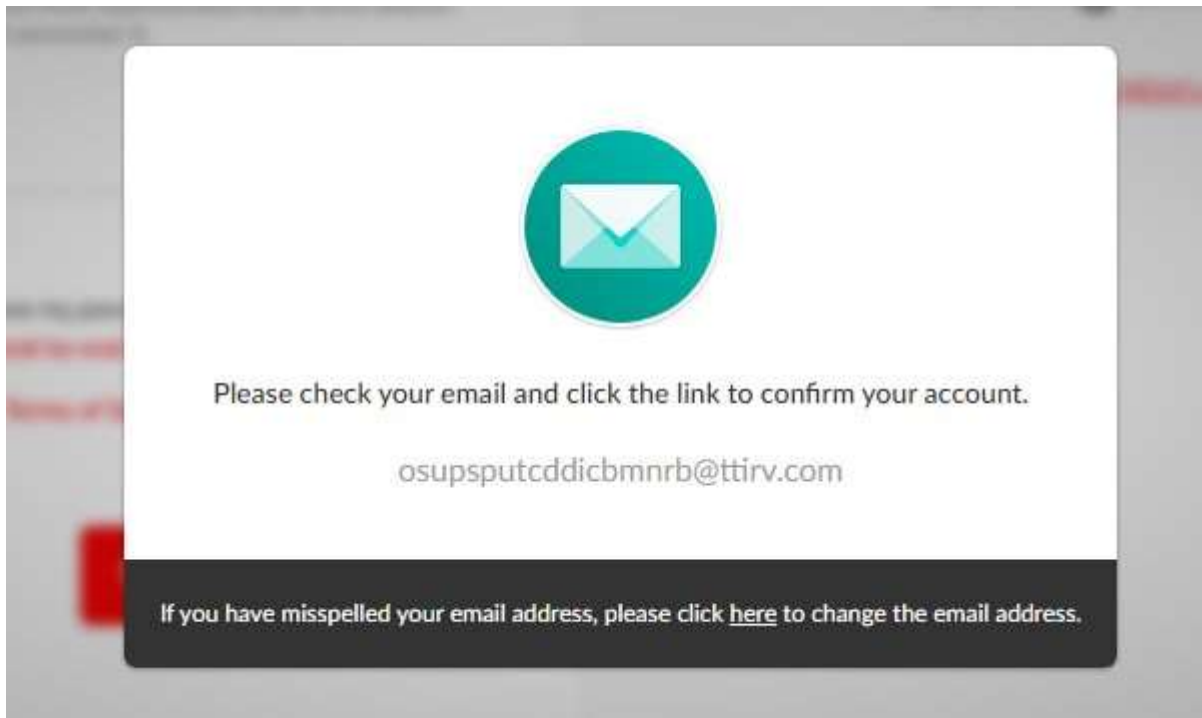 Please check your email and click the link to confirm your account.
osupsputcddicbmnrb@ttirv.com
If you have misspelled your email address, please click here to change the email address.